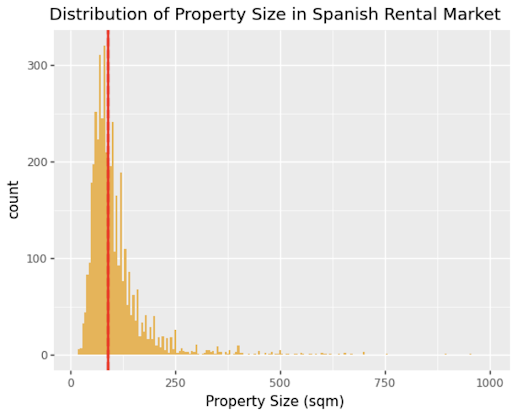 Distribution of Property Size in Spanish Rental Market
300
200
100
0
count
0 250 500 750 1000
Property Size (sqm)